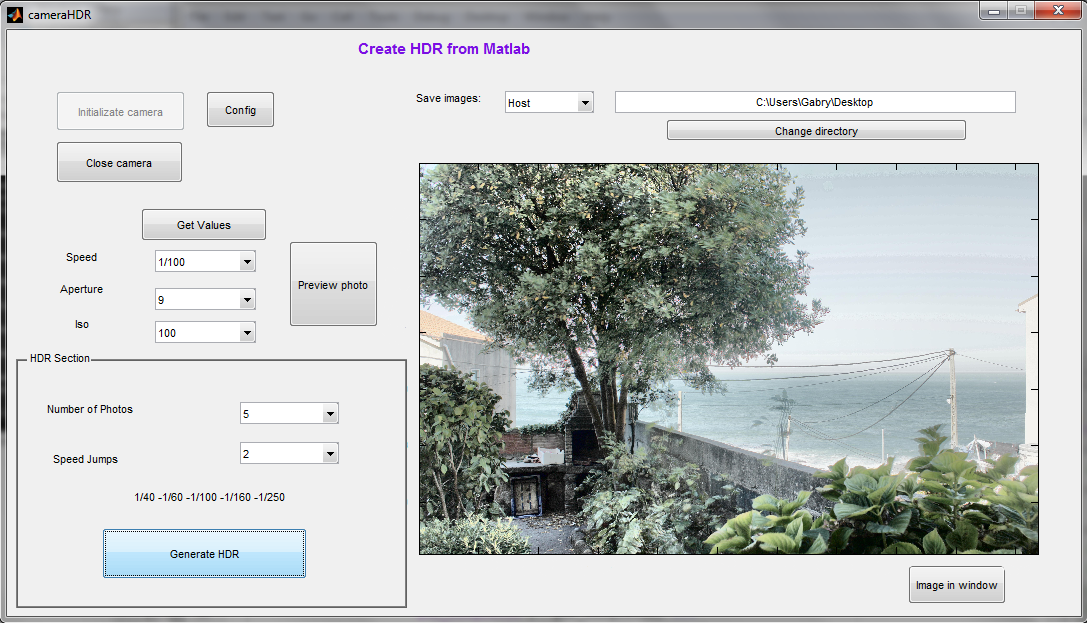 cameraHDR
Create HDR from Matlab
Initializate camera
Config
Save images:
Host
C:\Users\Gabry\Desktop
Change directory
Close camera
Get Values
Speed
1/100
Aperture
9
Iso
100
Preview photo
HDR Section
Number of Photos
5
Speed Jumps
2
1/40 -1/60 -1/100 -1/160 -1/250
Generate HDR
Image in window